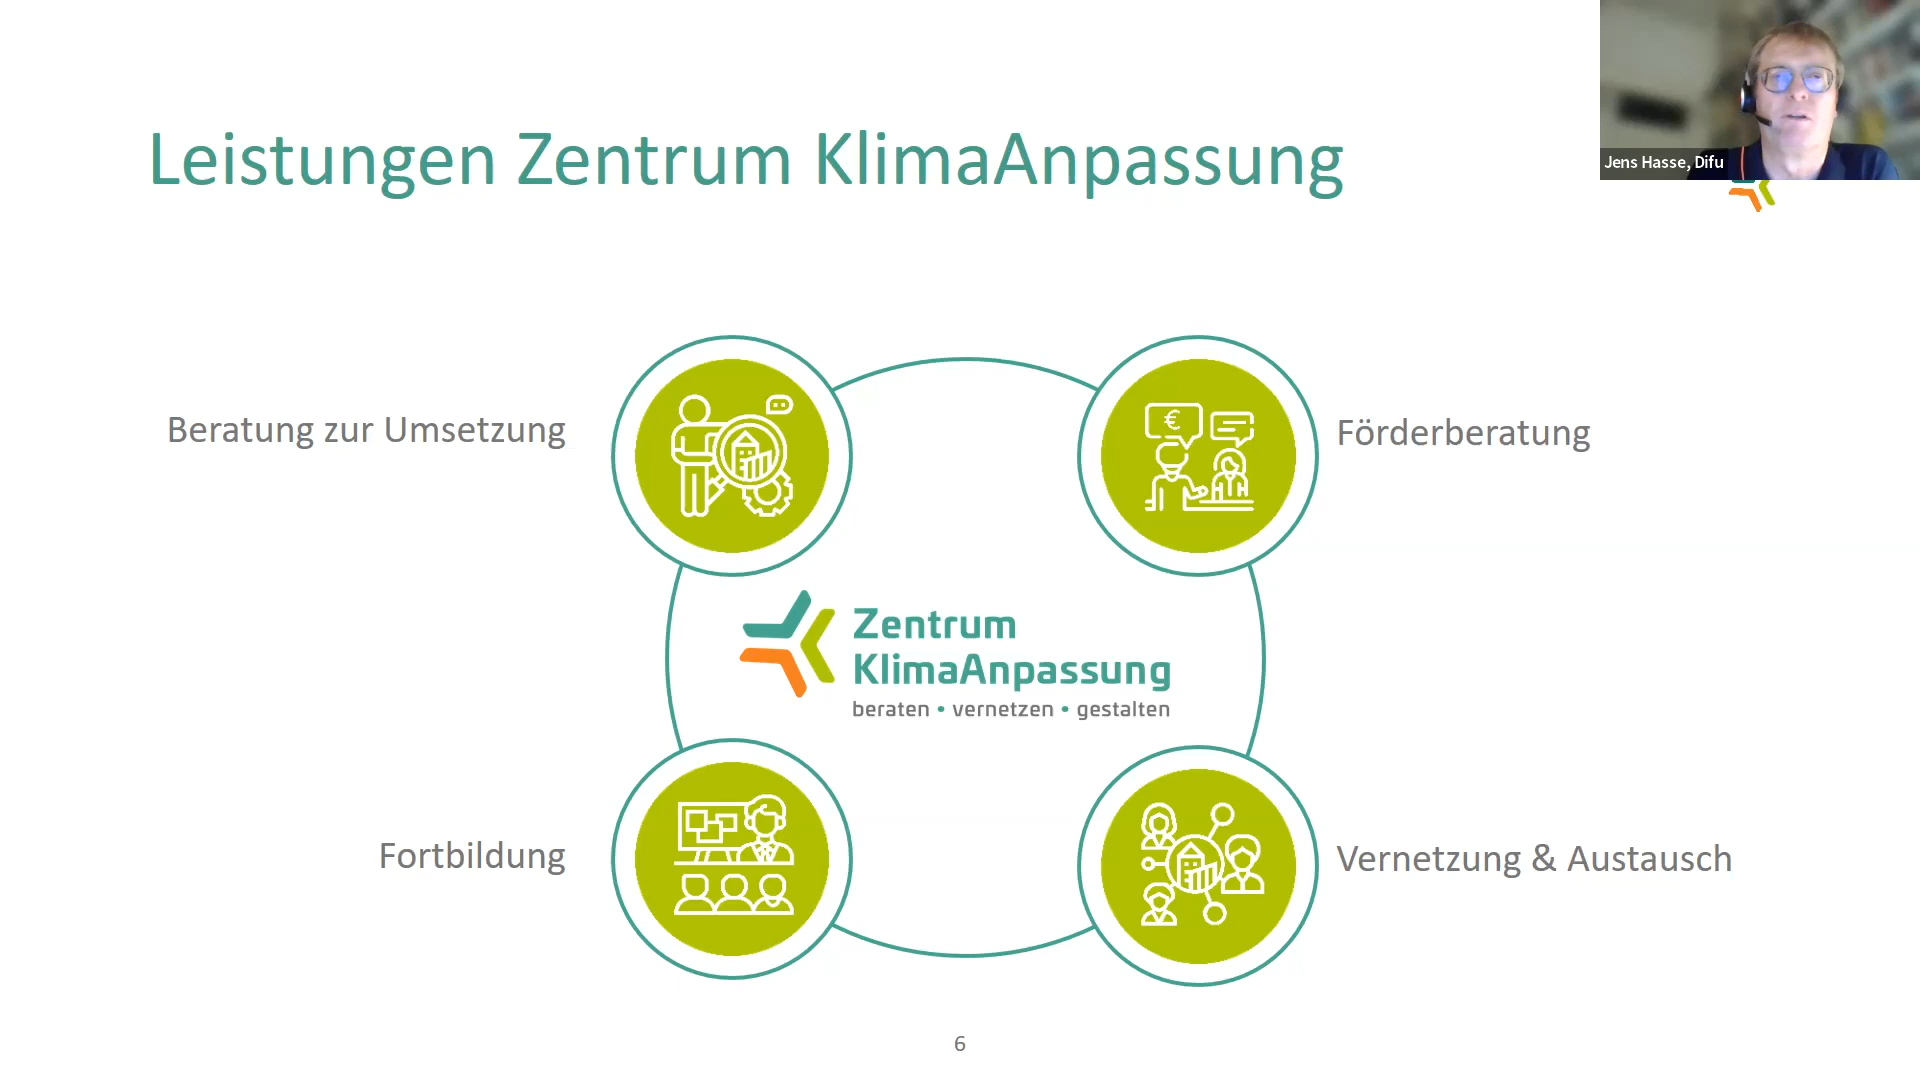 Leistungen Zentrum KlimaAnpassung
Jens Hasse, Difu
Beratung zur Umsetzung
€
Förderberatung
Zentrum
KlimaAnpassung
beraten • vernetzen • gestalten
Fortbildung
Vernetzung & Austausch
6